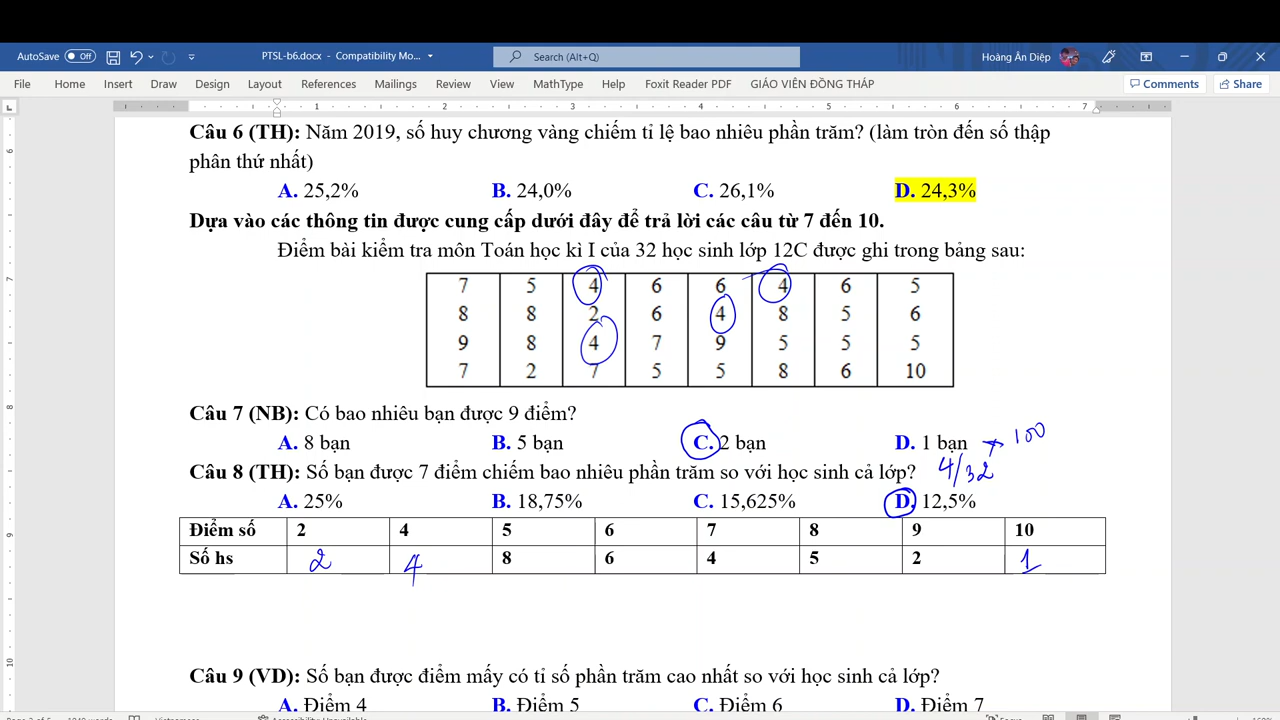 AutoSave Off PTSL-b6.docx - Compatibility Mo... Search (Alt+Q) Hoàng Ân Diệp
File Home Insert Draw Design Layout References Mailings Review View MathType Help Foxit Reader PDF GIÁO VIÊN ĐỒNG THÁP Comments Share
1 2 3 4 5 6 7
Câu 6 (TH): Năm 2019, số huy chương vàng chiếm tỉ lệ bao nhiêu phần trăm? (làm tròn đến số thập
phân thứ nhất)
A. 25,2% B. 24,0% C. 26,1% D. 24,3%
Dựa vào các thông tin được cung cấp dưới đây để trả lời các câu từ 7 đến 10.
Điểm bài kiểm tra môn Toán học kì I của 32 học sinh lớp 12C được ghi trong bảng sau:
7 5 4 6 6 4 6 5
8 8 2 6 4 8 5 6
9 8 4 7 9 5 5 5
7 2 7 5 5 8 6 10
Câu 7 (NB): Có bao nhiêu bạn được 9 điểm?
A. 8 bạn B. 5 bạn C. 2 bạn D. 1 bạn × 100
Câu 8 (TH): Số bạn được 7 điểm chiếm bao nhiêu phần trăm so với học sinh cả lớp? 4/32
A. 25% B. 18,75% C. 15,625% D. 12,5%
Điểm số 2 4 5 6 7 8 9 10
Số hs 2 4 8 6 4 5 2 1
Câu 9 (VD): Số bạn được điểm mấy có tỉ số phần trăm cao nhất so với học sinh cả lớp?
A. Điểm 4 B. Điểm 5 C. Điểm 6 D. Điểm 7